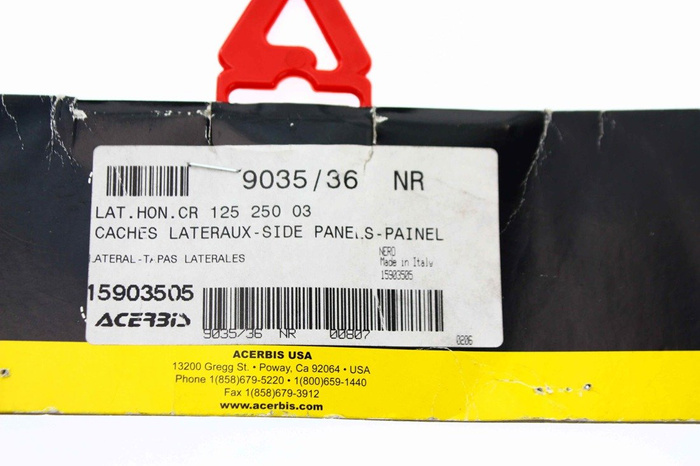 9035/36 NR
LAT.HON.CR 125 250 03
CACHES LATERAUX-SIDE PANELS-PAINEL
LATERAL-TAPAS LATERALES
NERO
Made in Italy
15903505
15903505
ACERBIS
9035/36 NR 00807
0206
ACERBIS USA
13200 Gregg St. • Poway, Ca 92064 • USA
Phone 1(858)679-5220 • 1(800)659-1440
Fax 1(858)679-3912
www.acerbis.com